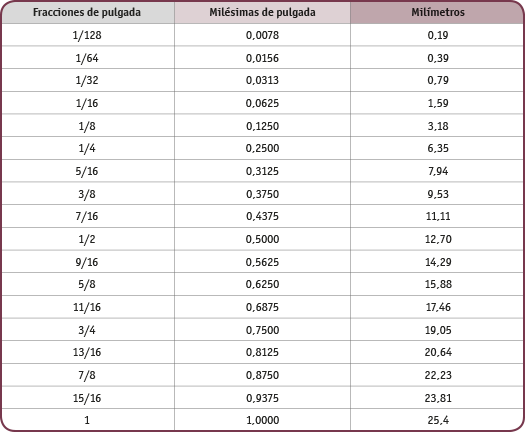 Fracciones de pulgada Milésimas de pulgada Milímetros
1/128 0,0078 0,19
1/64 0,0156 0,39
1/32 0,0313 0,79
1/16 0,0625 1,59
1/8 0,1250 3,18
1/4 0,2500 6,35
5/16 0,3125 7,94
3/8 0,3750 9,53
7/16 0,4375 11,11
1/2 0,5000 12,70
9/16 0,5625 14,29
5/8 0,6250 15,88
11/16 0,6875 17,46
3/4 0,7500 19,05
13/16 0,8125 20,64
7/8 0,8750 22,23
15/16 0,9375 23,81
1 1,0000 25,4